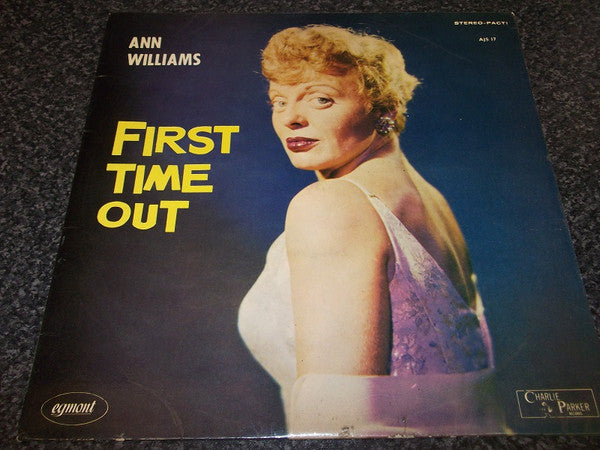 STEREO-PACT!
AJS 17
ANN
WILLIAMS
FIRST
TIME
OUT
egmont
CHARLIE PARKER
RECORDS